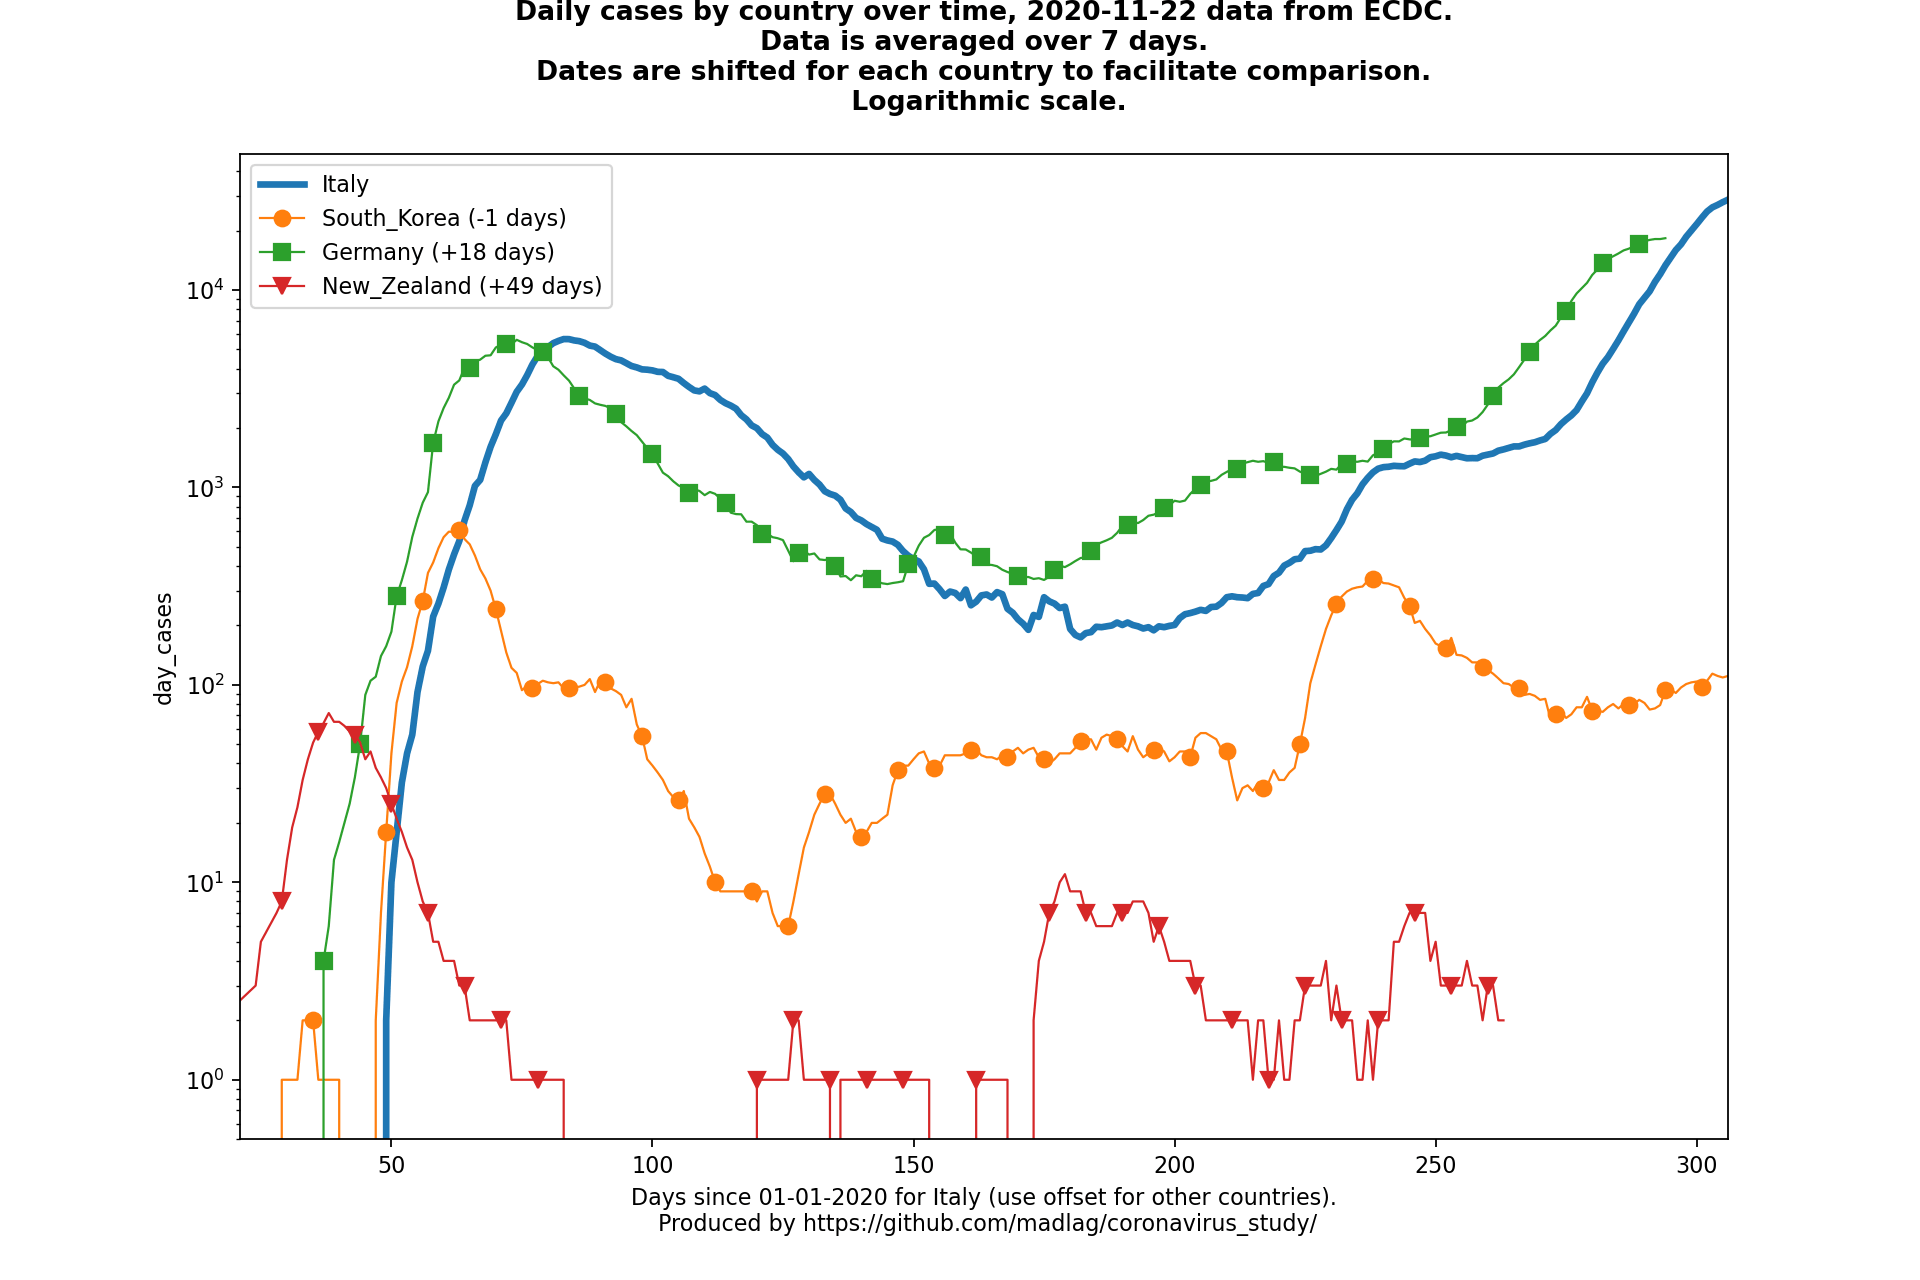 Daily cases by country over time, 2020-11-22 data from ECDC.
Data is averaged over 7 days.
Dates are shifted for each country to facilitate comparison.
Logarithmic scale.
Italy
South_Korea (-1 days)
Germany (+18 days)
New_Zealand (+49 days)
10⁴
10³
10²
10¹
10⁰
day_cases
50 100 150 200 250 300
Days since 01-01-2020 for Italy (use offset for other countries).
Produced by https://github.com/madlag/coronavirus_study/